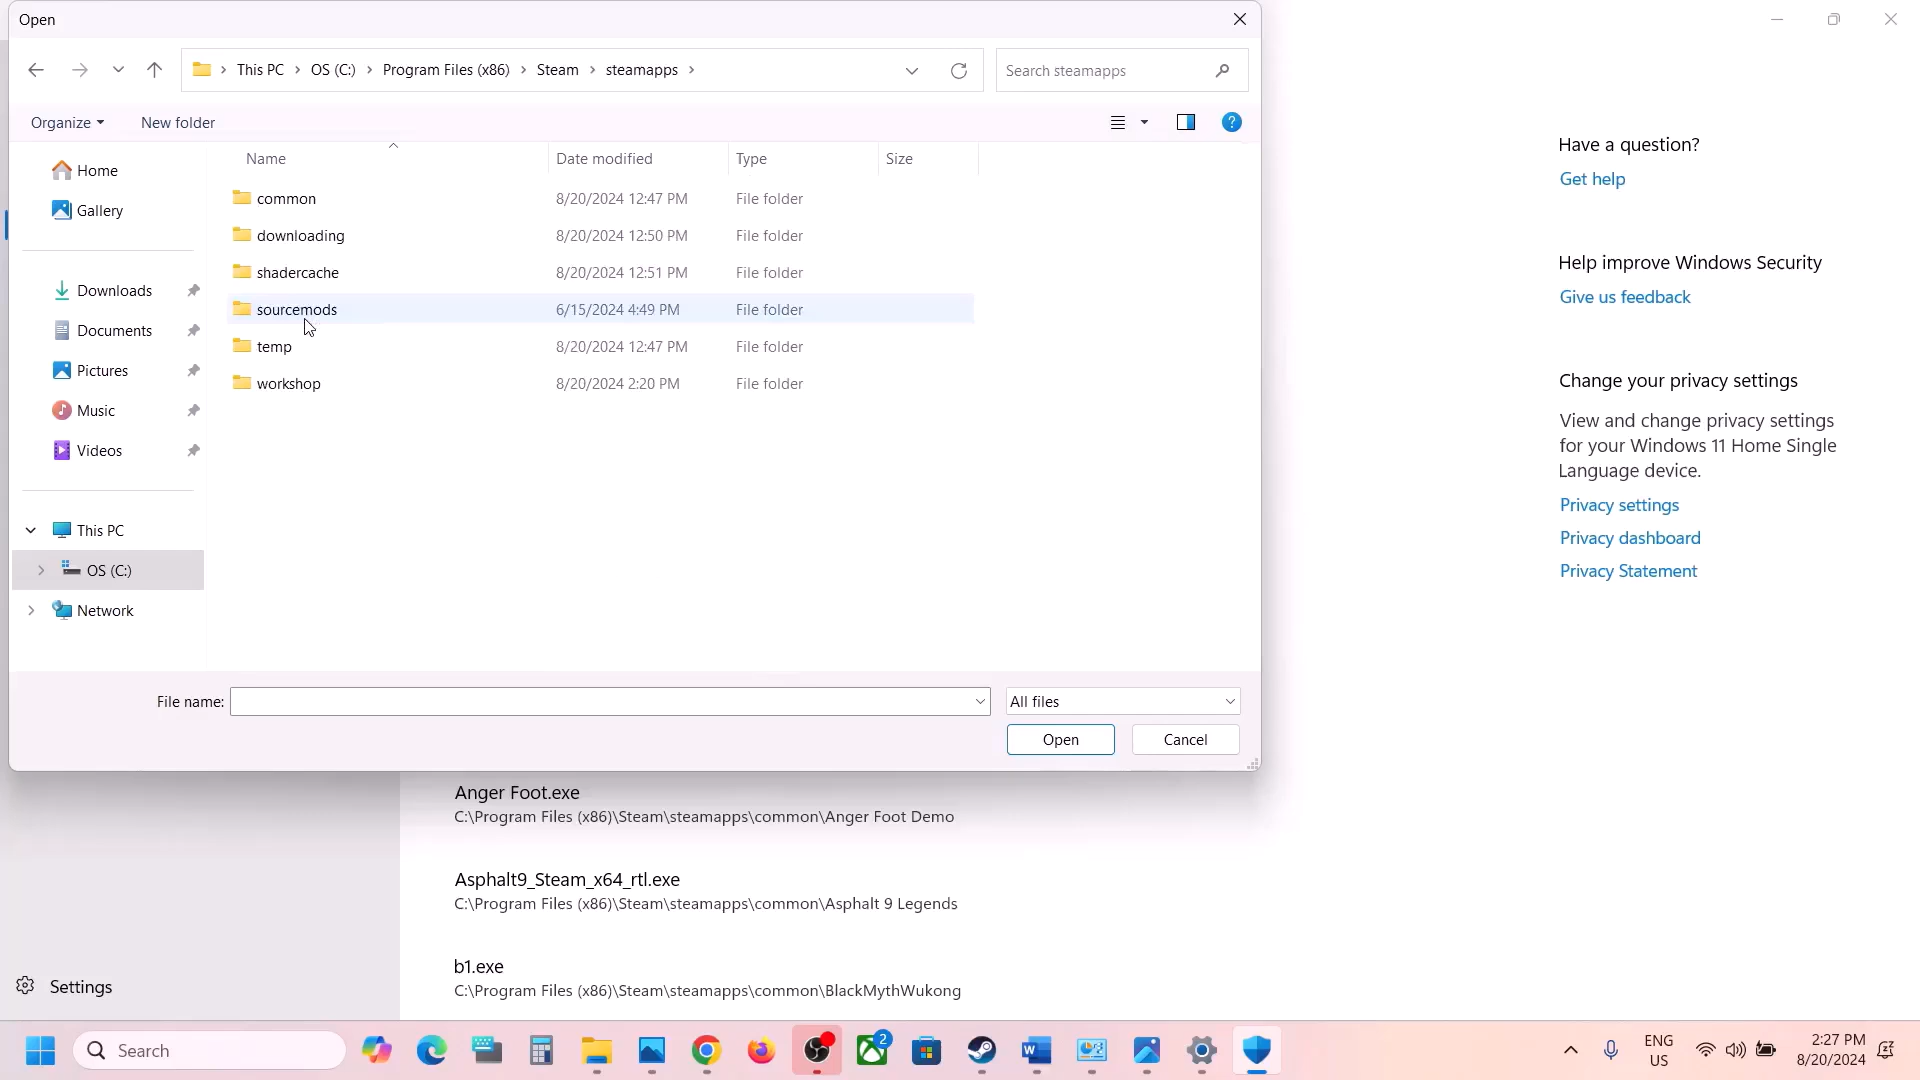 Open
This PC
OS (C:)
Program Files (x86)
Steam
steamapps
Search steamapps
Organize
New folder
?
Name
Date modified
Type
Size
Home
Gallery
Downloads
Documents
Pictures
Music
Videos
This PC
OS (C:)
Network
common 8/20/2024 12:47 PM File folder
downloading 8/20/2024 12:50 PM File folder
shadercache 8/20/2024 12:51 PM File folder
sourcemods 6/15/2024 4:49 PM File folder
temp 8/20/2024 12:47 PM File folder
workshop 8/20/2024 2:20 PM File folder
File name:
All files
Open
Cancel
Have a question?
Get help
Help improve Windows Security
Give us feedback
Change your privacy settings
View and change privacy settings
for your Windows 11 Home Single
Language device.
Privacy settings
Privacy dashboard
Privacy Statement
Anger Foot.exe
C:\Program Files (x86)\Steam\steamapps\common\Anger Foot Demo
Asphalt9_Steam_x64_rtl.exe
C:\Program Files (x86)\Steam\steamapps\common\Asphalt 9 Legends
b1.exe
C:\Program Files (x86)\Steam\steamapps\common\BlackMythWukong
Settings
Search
2
W
ENG
US
2:27 PM
8/20/2024